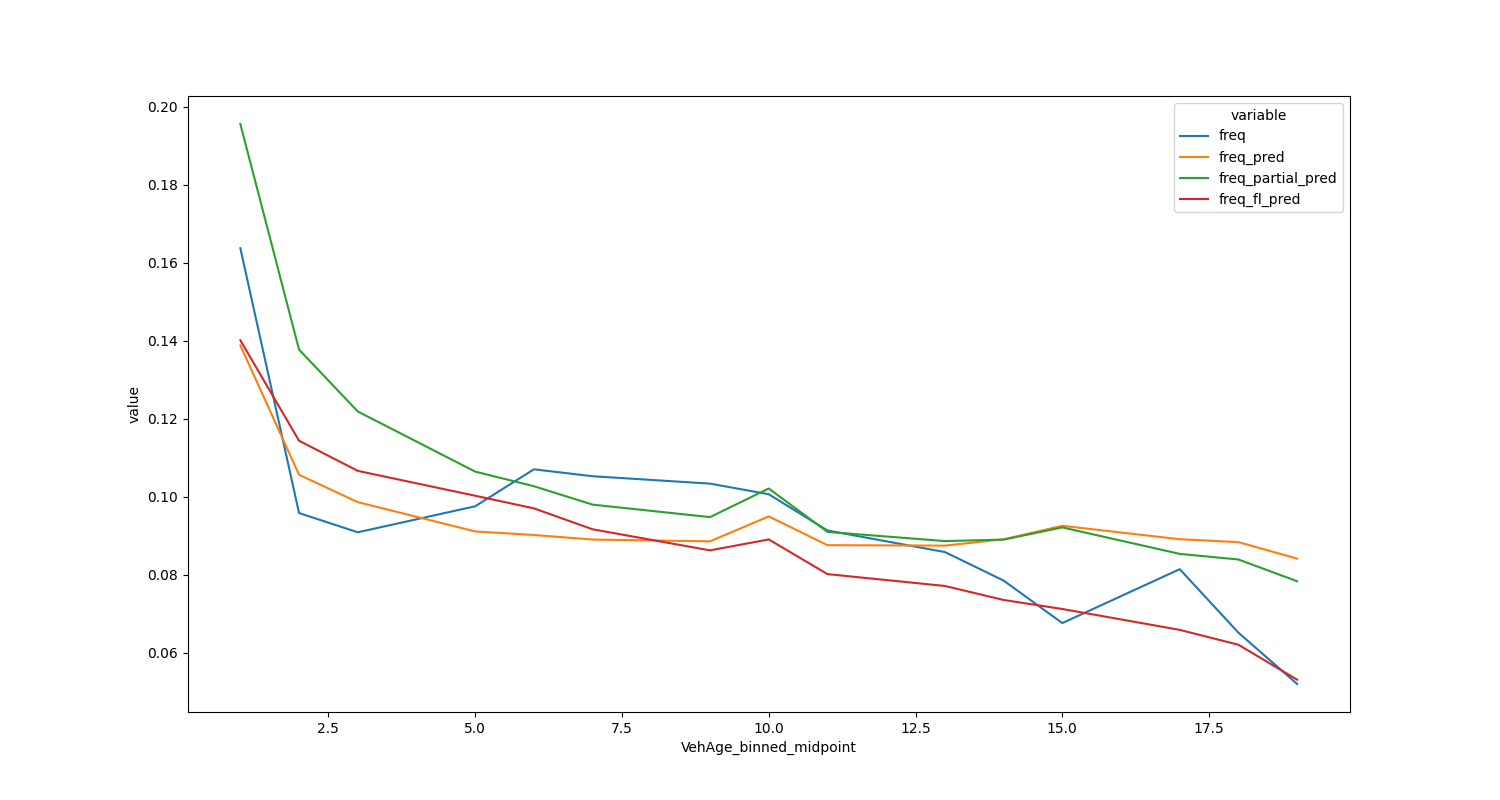 variable
freq
freq_pred
freq_partial_pred
freq_fl_pred
value
0.20
0.18
0.16
0.14
0.12
0.10
0.08
0.06
2.5 5.0 7.5 10.0 12.5 15.0 17.5
VehAge_binned_midpoint